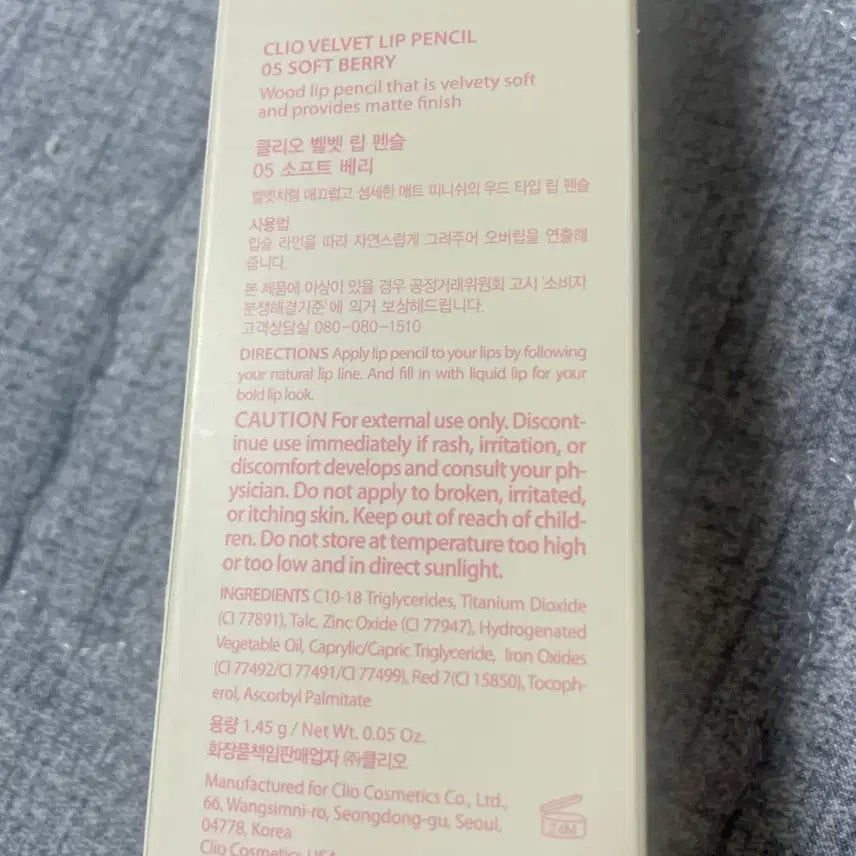 CLIO VELVET LIP PENCIL
05 SOFT BERRY
Wood lip pencil that is velvety soft
and provides matte finish
클리오 벨벳 립 펜슬
05 소프트 베리
벨벳처럼 매끄럽고 섬세한 매트 피니쉬의 우드 타입 립 펜슬
사용법
입술 라인을 따라 자연스럽게 그려주어 오버립을 연출해
줍니다.
본 제품에 이상이 있을 경우 공정거래위원회 고시 '소비자
분쟁해결기준'에 의거 보상해드립니다.
고객상담실 080-080-1510
DIRECTIONS Apply lip pencil to your lips by following
your natural lip line. And fill in with liquid lip for your
bold lip look.
CAUTION For external use only. Discont-
inue use immediately if rash, irritation, or
discomfort develops and consult your ph-
ysician. Do not apply to broken, irritated,
or itching skin. Keep out of reach of child-
ren. Do not store at temperature too high
or too low and in direct sunlight.
INGREDIENTS C10-18 Triglycerides, Titanium Dioxide
(CI 77891), Talc, Zinc Oxide (CI 77947), Hydrogenated
Vegetable Oil, Caprylic/Capric Triglyceride, Iron Oxides
(CI 77492/CI 77491/CI 77499), Red 7(CI 15850), Tocoph-
erol, Ascorbyl Palmitate
용량 1.45 g / Net Wt. 0.05 Oz.
화장품책임판매업자 ㈜클리오
Manufactured for Clio Cosmetics Co., Ltd.,
66, Wangsimni-ro, Seongdong-gu, Seoul,
04778, Korea
Clio Cosmetics USA
24M